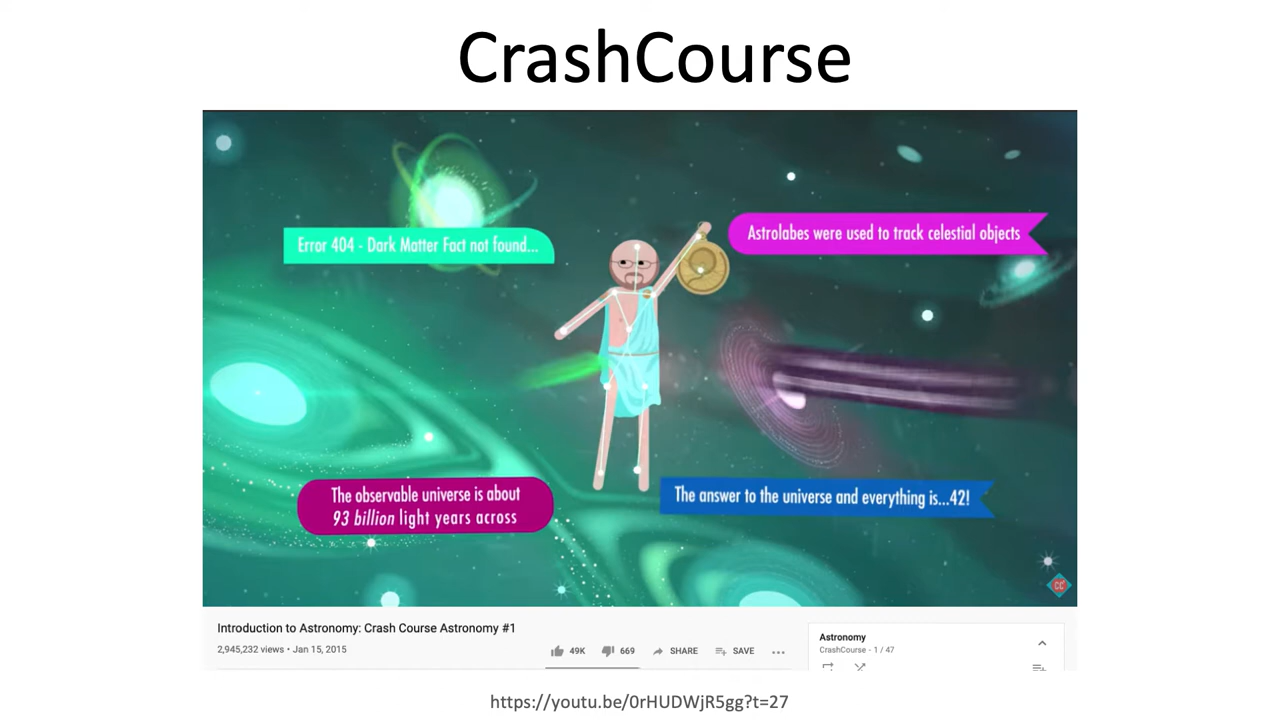 CrashCourse
Error 404 - Dark Matter Fact not found...
Astrolabes were used to track celestial objects
The observable universe is about
93 billion light years across
The answer to the universe and everything is...42!
CC
Introduction to Astronomy: Crash Course Astronomy #1
2,945,232 views • Jan 15, 2015
49K
669
SHARE
SAVE
Astronomy
CrashCourse - 1 / 47
https://youtu.be/0rHUDWjR5gg?t=27